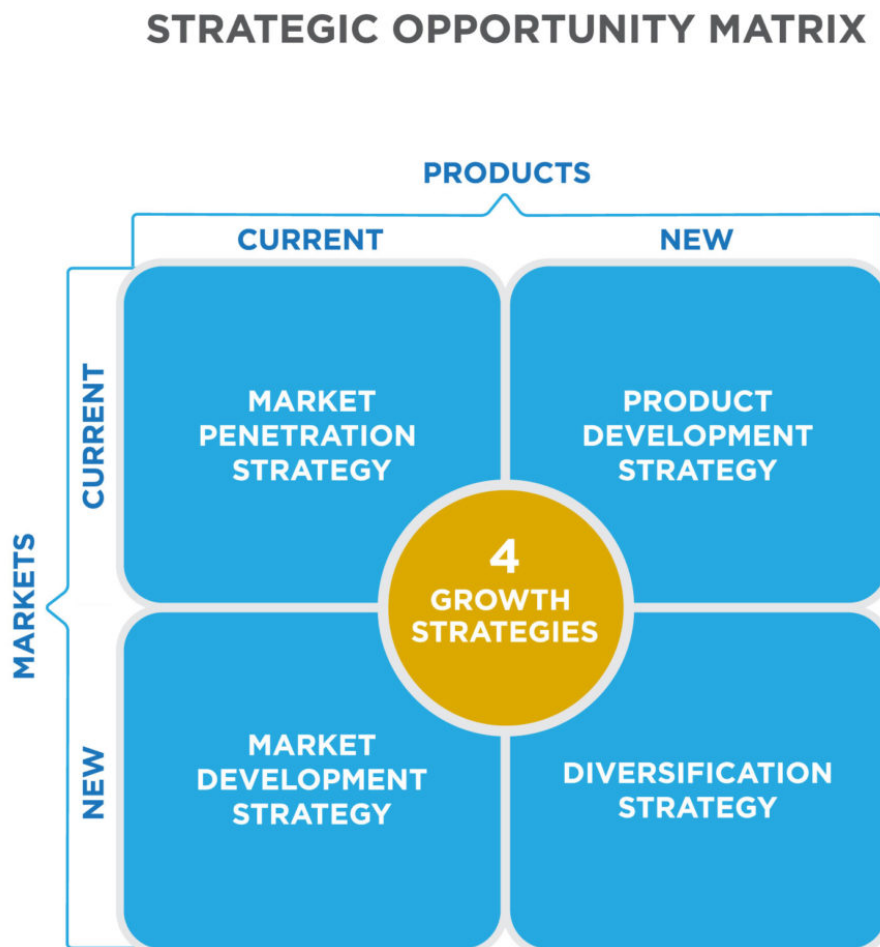 STRATEGIC OPPORTUNITY MATRIX
PRODUCTS
CURRENT
NEW
MARKETS
CURRENT
MARKET
PENETRATION
STRATEGY
PRODUCT
DEVELOPMENT
STRATEGY
4
GROWTH
STRATEGIES
NEW
MARKET
DEVELOPMENT
STRATEGY
DIVERSIFICATION
STRATEGY